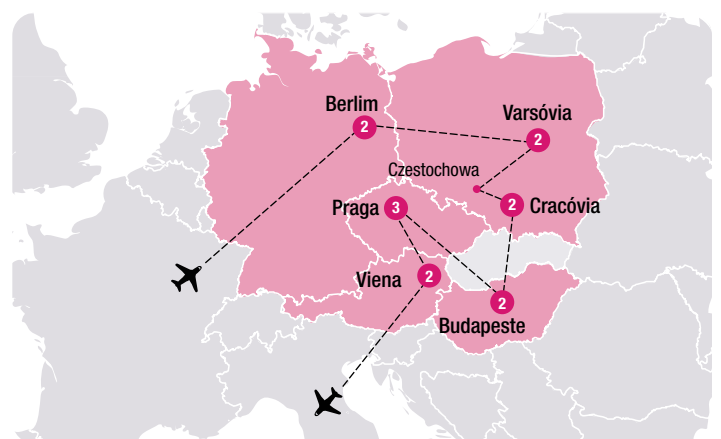 Berlim
2
Varsóvia
2
Czestochowa
Praga
3
2
Cracóvia
Viena
2
2
Budapeste